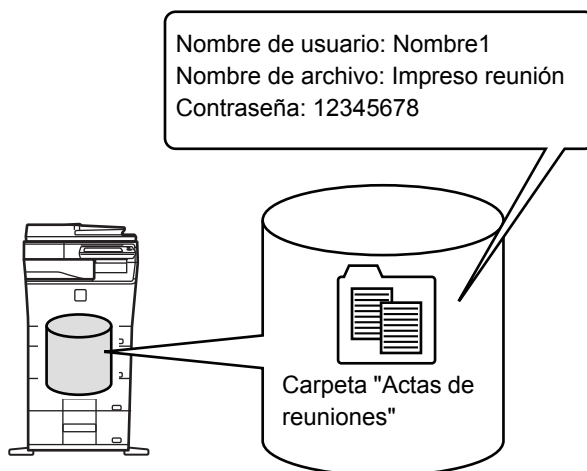 Nombre de usuario: Nombre1
Nombre de archivo: Impreso reunión
Contraseña: 12345678
Carpeta "Actas de
reuniones"